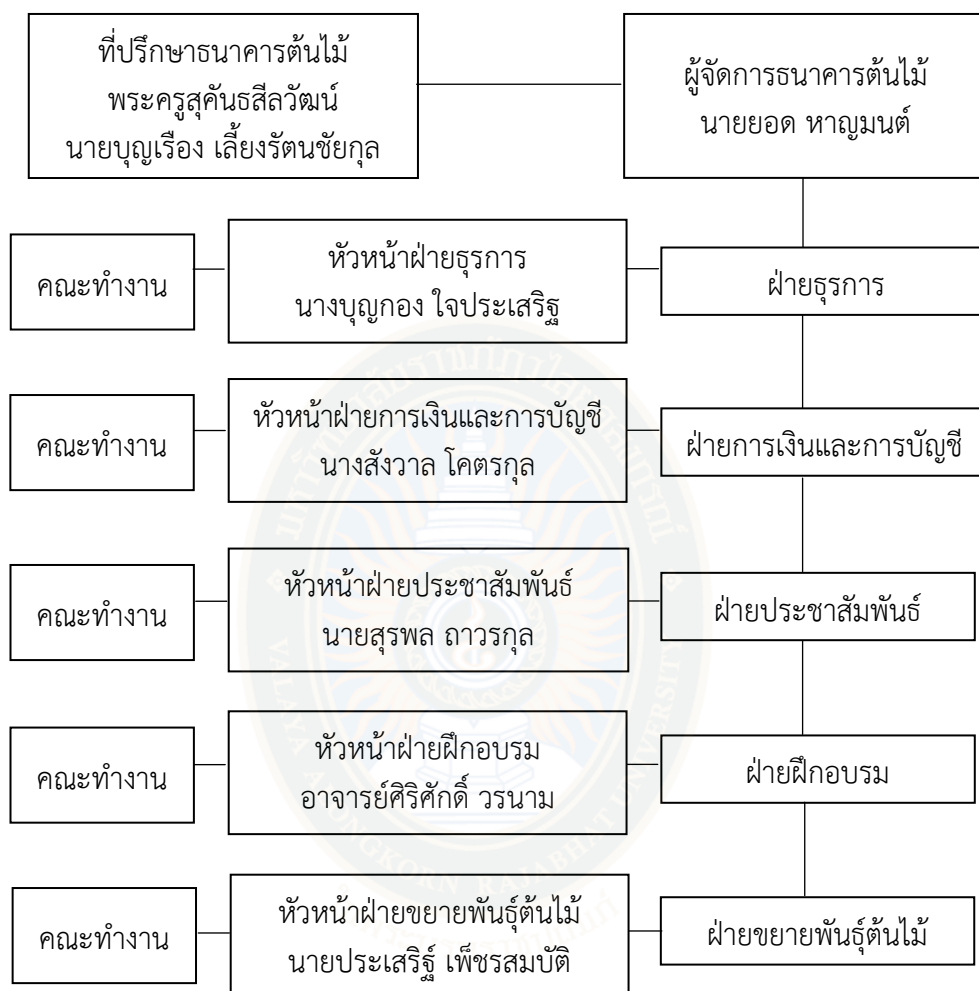 ที่ปรึกษาธนาคารต้นไม้
พระครูสุคันธสีลวัฒน์
นายบุญเรือง เลี้ยงรัตนชัยกุล
ผู้จัดการธนาคารต้นไม้
นายยอด หาญมนต์
คณะทำงาน
หัวหน้าฝ่ายธุรการ
นางบุญกอง ใจประเสริฐ
ฝ่ายธุรการ
คณะทำงาน
หัวหน้าฝ่ายการเงินและการบัญชี
นางสังวาล โคตรกุล
ฝ่ายการเงินและการบัญชี
คณะทำงาน
หัวหน้าฝ่ายประชาสัมพันธ์
นายสุรพล ถาวรกุล
ฝ่ายประชาสัมพันธ์
คณะทำงาน
หัวหน้าฝ่ายฝึกอบรม
อาจารย์ศิริศักดิ์ วรนาม
ฝ่ายฝึกอบรม
คณะทำงาน
หัวหน้าฝ่ายขยายพันธุ์ต้นไม้
นายประเสริฐ์ เพ็ชรสมบัติ
ฝ่ายขยายพันธุ์ต้นไม้
VALAYA ALONGKORN RAJABHAT UNIVERSITY